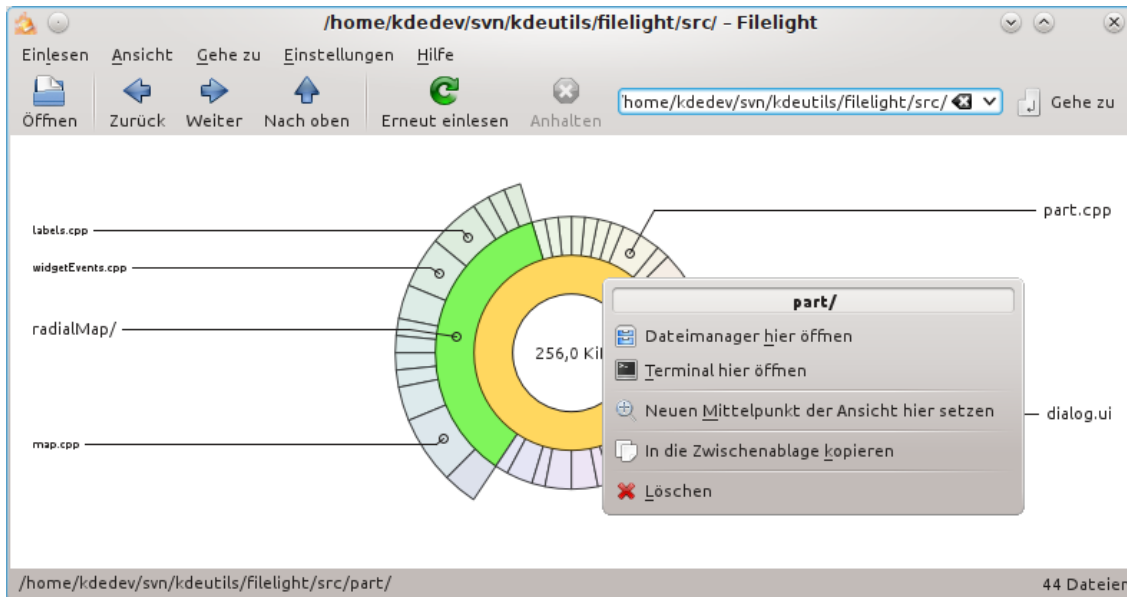 /home/kdedev/svn/kdeutils/filelight/src/ – Filelight
Einlesen Ansicht Gehe zu Einstellungen Hilfe
Öffnen Zurück Weiter Nach oben Erneut einlesen Anhalten /home/kdedev/svn/kdeutils/filelight/src/ Gehe zu
part.cpp
labels.cpp
widgetEvents.cpp
radialMap/
256,0 KiB
map.cpp
part/
Dateimanager hier öffnen
Terminal hier öffnen
Neuen Mittelpunkt der Ansicht hier setzen
In die Zwischenablage kopieren
Löschen
dialog.ui
/home/kdedev/svn/kdeutils/filelight/src/part/ 44 Dateien